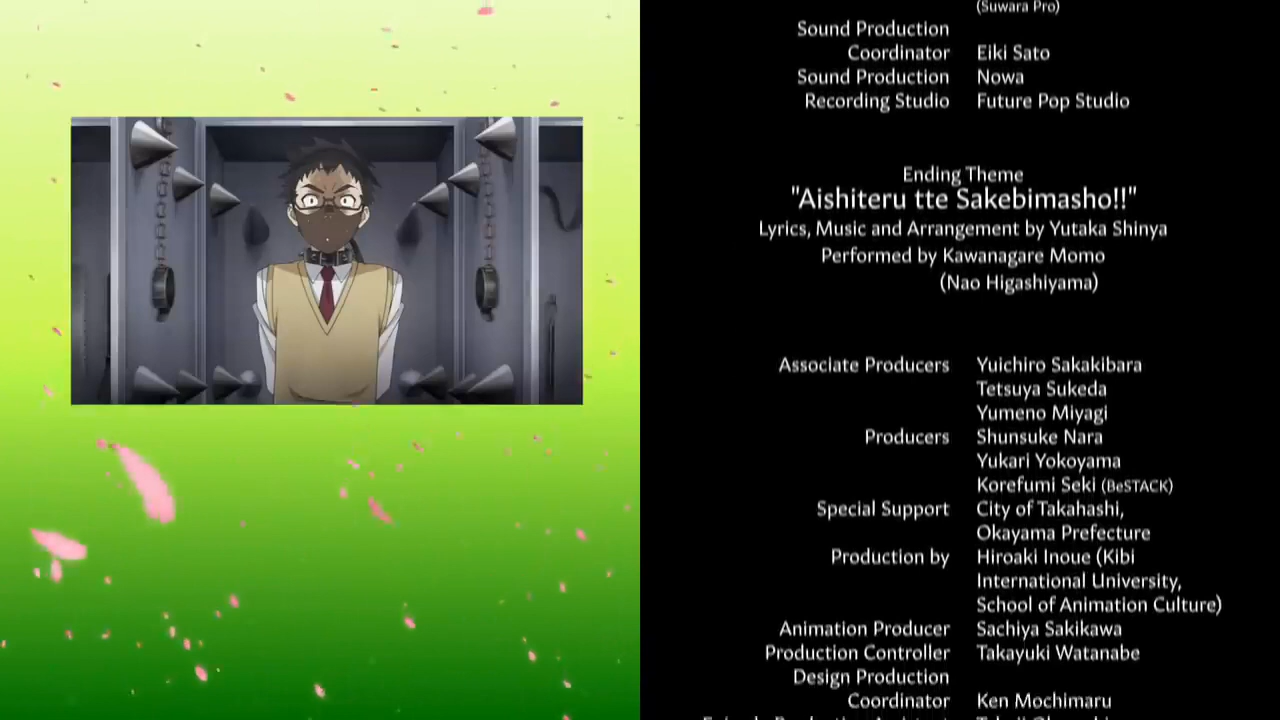 (Suwara Pro)
Sound Production
Coordinator Eiki Sato
Sound Production Nowa
Recording Studio Future Pop Studio
Ending Theme
"Aishiteru tte Sakebimasho!!"
Lyrics, Music and Arrangement by Yutaka Shinya
Performed by Kawanagare Momo
(Nao Higashiyama)
Associate Producers Yuichiro Sakakibara
Tetsuya Sukeda
Yumeno Miyagi
Producers Shunsuke Nara
Yukari Yokoyama
Korefumi Seki (BeSTACK)
Special Support City of Takahashi,
Okayama Prefecture
Production by Hiroaki Inoue (Kibi
International University,
School of Animation Culture)
Animation Producer Sachiya Sakikawa
Production Controller Takayuki Watanabe
Design Production
Coordinator Ken Mochimaru